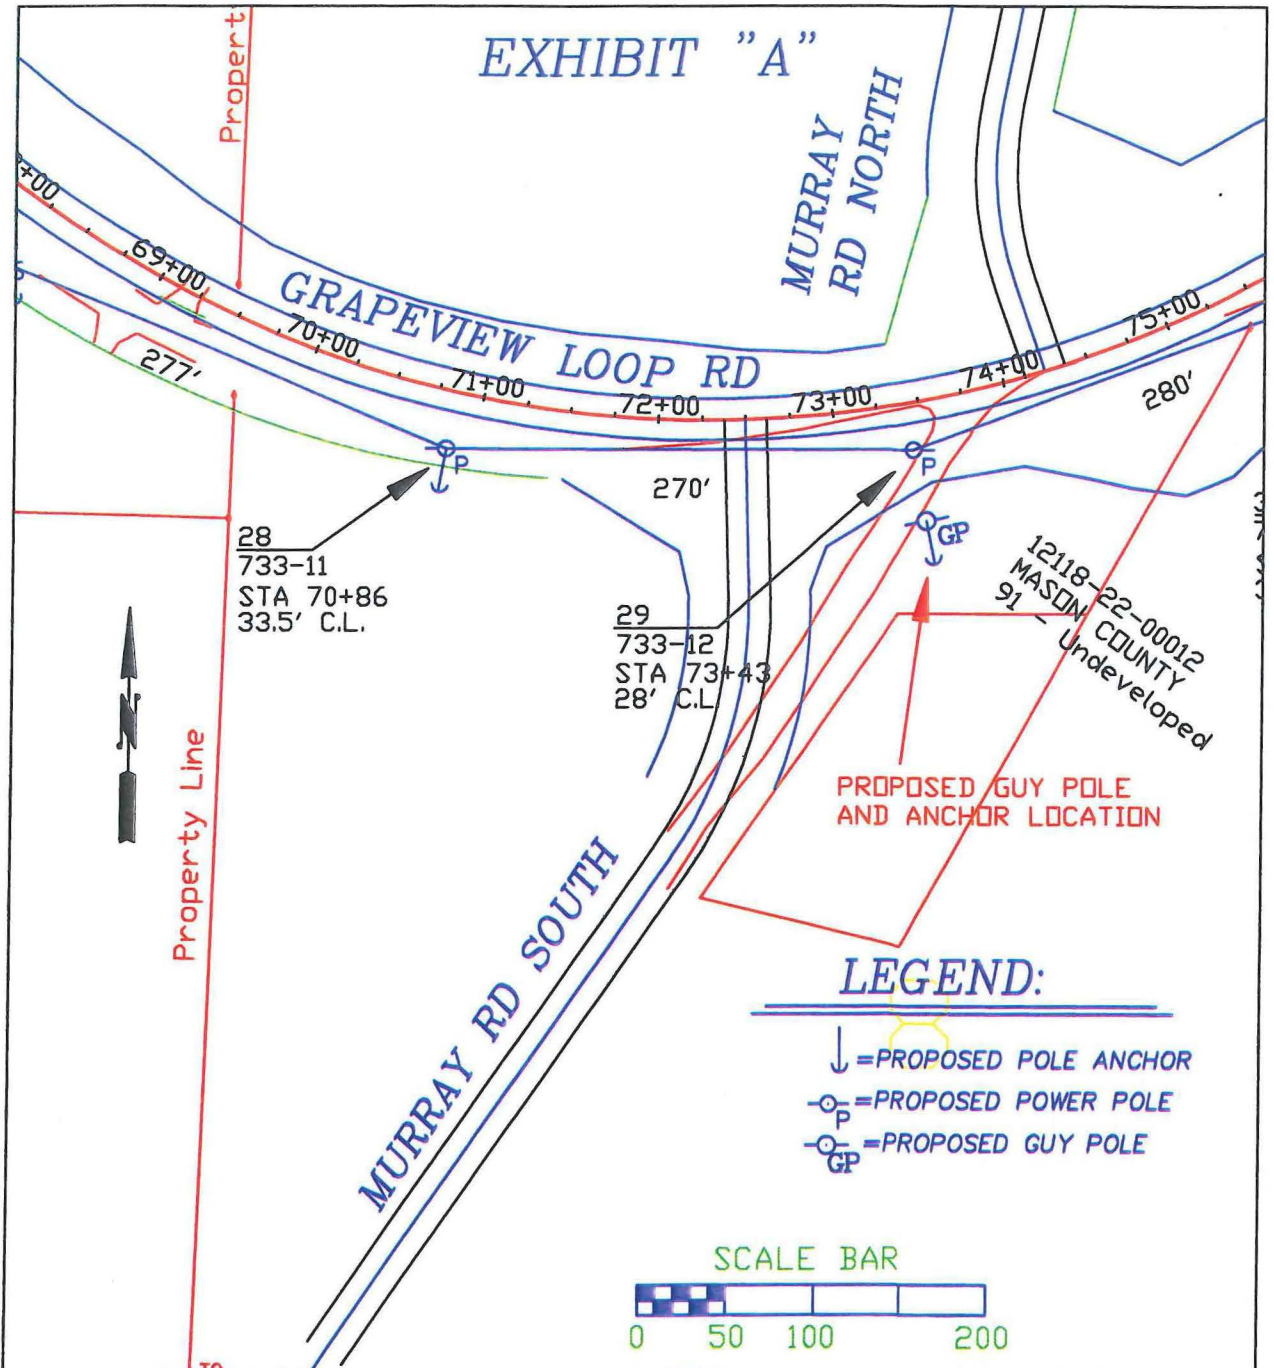 EXHIBIT "A"
Propert
MURRAY
RD NORTH
+00
69+00
70+00
71+00
72+00
73+00
74+00
75+00
GRAPEVIEW LOOP RD
277'
270'
280'
P
P
GP
28
733-11
STA 70+86
33.5' C.L.
29
733-12
STA 73+43
28' C.L.
12118-22-00012
MASON COUNTY
91 - Undeveloped
N
Property Line
PROPOSED GUY POLE
AND ANCHOR LOCATION
MURRAY RD SOUTH
LEGEND:
=PROPOSED POLE ANCHOR
P =PROPOSED POWER POLE
GP =PROPOSED GUY POLE
SCALE BAR
0 50 100 200